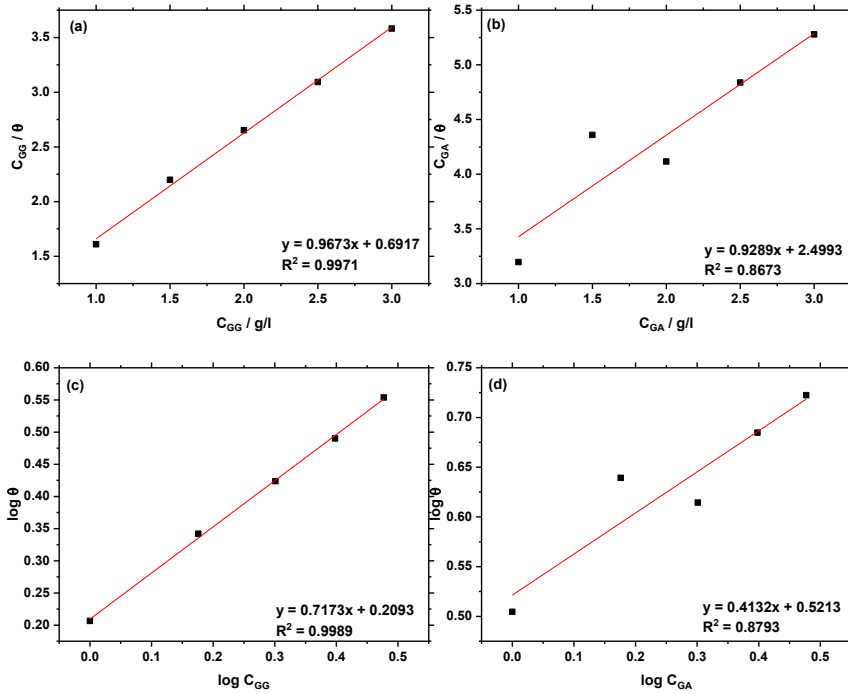 (a)
3.5
3.0
2.5
2.0
1.5
C_GG / θ
y = 0.9673x + 0.6917
R² = 0.9971
1.0 1.5 2.0 2.5 3.0
C_GG / g/l
(b)
5.5
5.0
4.5
4.0
3.5
3.0
C_GA / θ
y = 0.9289x + 2.4993
R² = 0.8673
1.0 1.5 2.0 2.5 3.0
C_GA / g/l
(c)
0.60
0.55
0.50
0.45
0.40
0.35
0.30
0.25
0.20
log θ
y = 0.7173x + 0.2093
R² = 0.9989
0.0 0.1 0.2 0.3 0.4 0.5
log C_GG
(d)
0.75
0.70
0.65
0.60
0.55
0.50
log θ
y = 0.4132x + 0.5213
R² = 0.8793
0.0 0.1 0.2 0.3 0.4 0.5
log C_GA